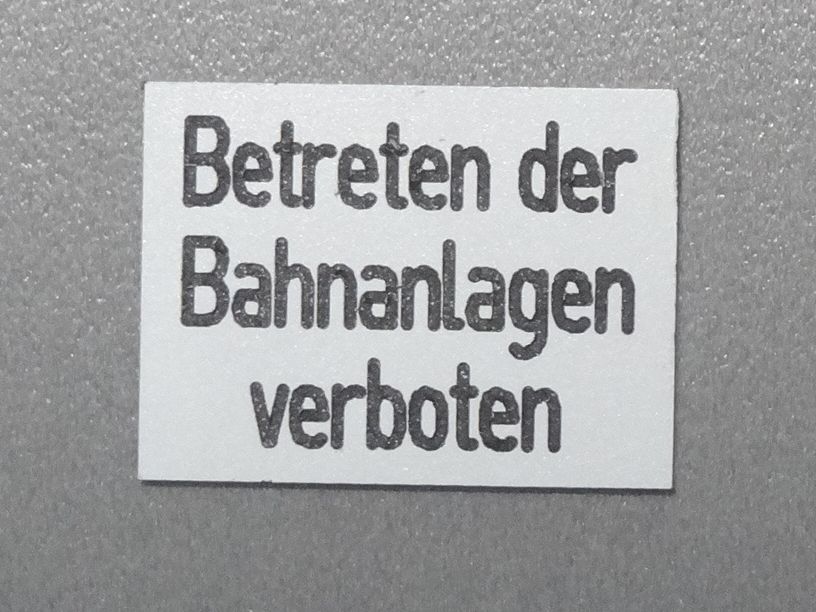 Betreten der
Bahnanlagen
verboten